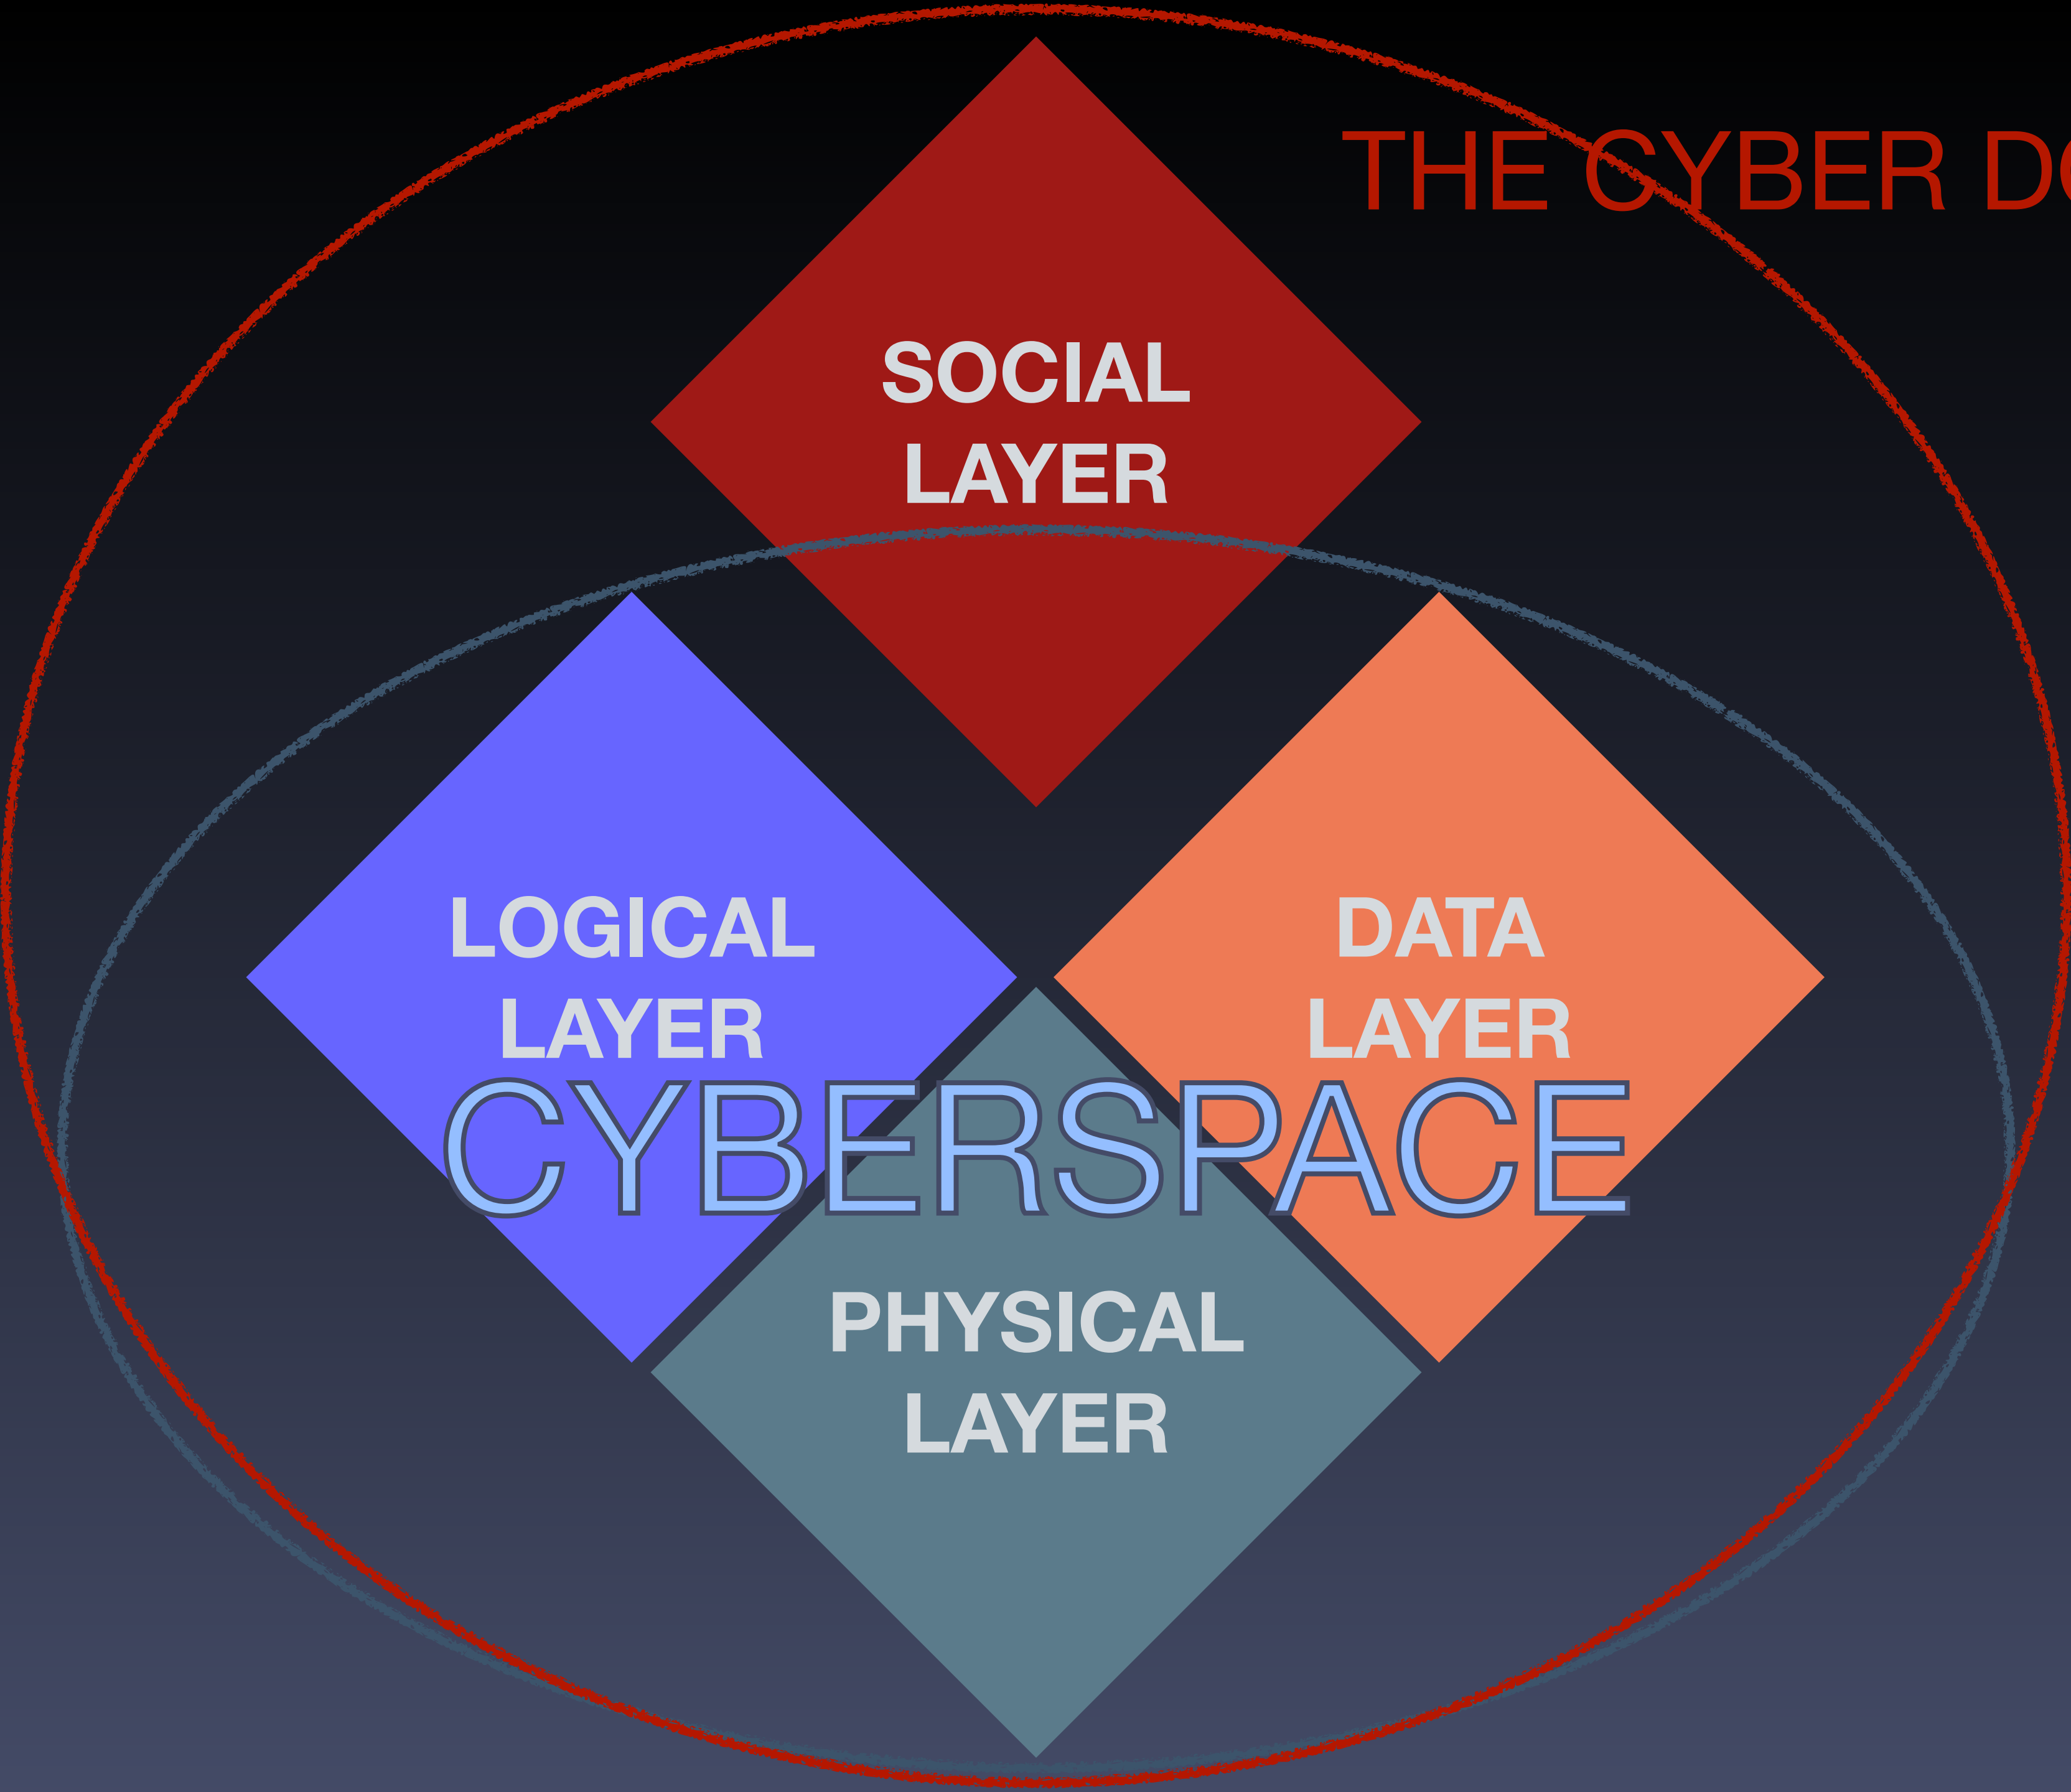 THE CYBER DO
SOCIAL
LAYER
LOGICAL
LAYER
DATA
LAYER
CYBERSPACE
PHYSICAL
LAYER